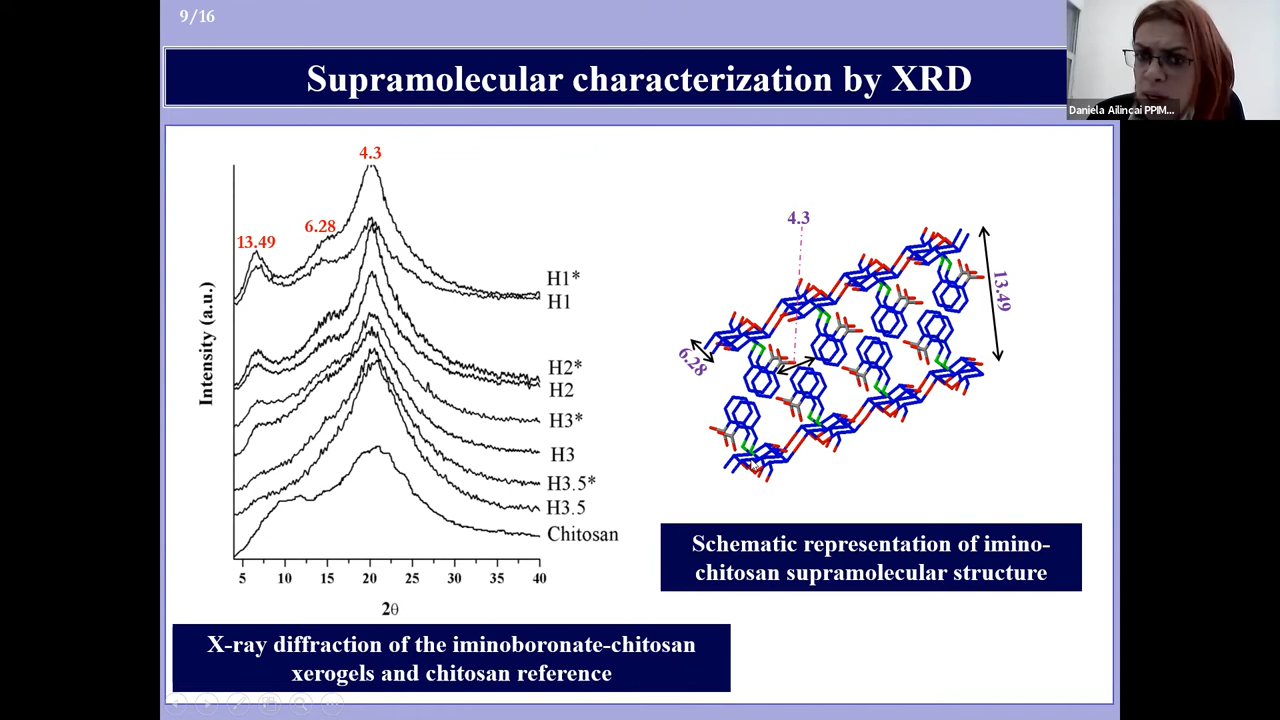 9/16
Supramolecular characterization by XRD
Daniela Ailincai PPIM...
4.3
6.28
13.49
H1*
H1
H2*
H2
H3*
H3
H3.5*
H3.5
Chitosan
Intensity (a.u.)
5 10 15 20 25 30 35 40
2θ
X-ray diffraction of the iminoboronate-chitosan
xerogels and chitosan reference
4.3
13.49
6.28
Schematic representation of imino-
chitosan supramolecular structure